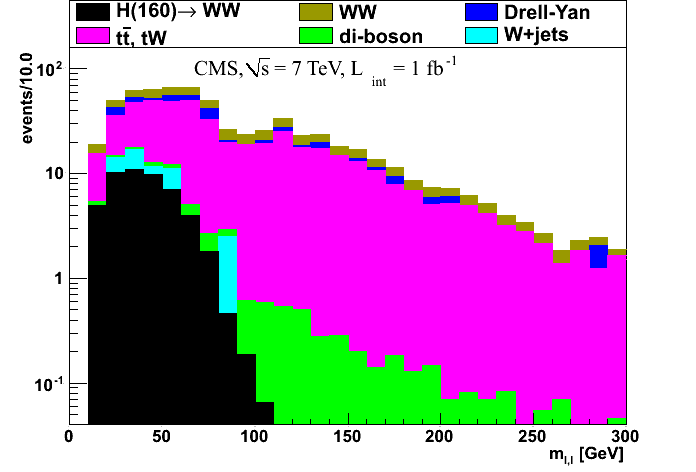 H(160)→ WW WW Drell-Yan
tt̄, tW di-boson W+jets
CMS, √s = 7 TeV, L int = 1 fb⁻¹
events/10.0
10²
10
1
10⁻¹
0 50 100 150 200 250 300
m_{l,l} [GeV]